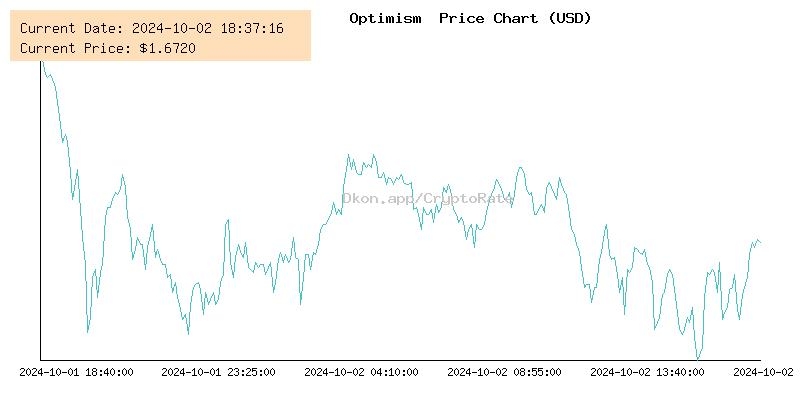 Optimism  Price Chart (USD)
Current Date: 2024-10-02 18:37:16
Current Price: $1.6720
Okon.app/CryptoRate
2024-10-01 18:40:00
2024-10-01 23:25:00
2024-10-02 04:10:00
2024-10-02 08:55:00
2024-10-02 13:40:00
2024-10-02